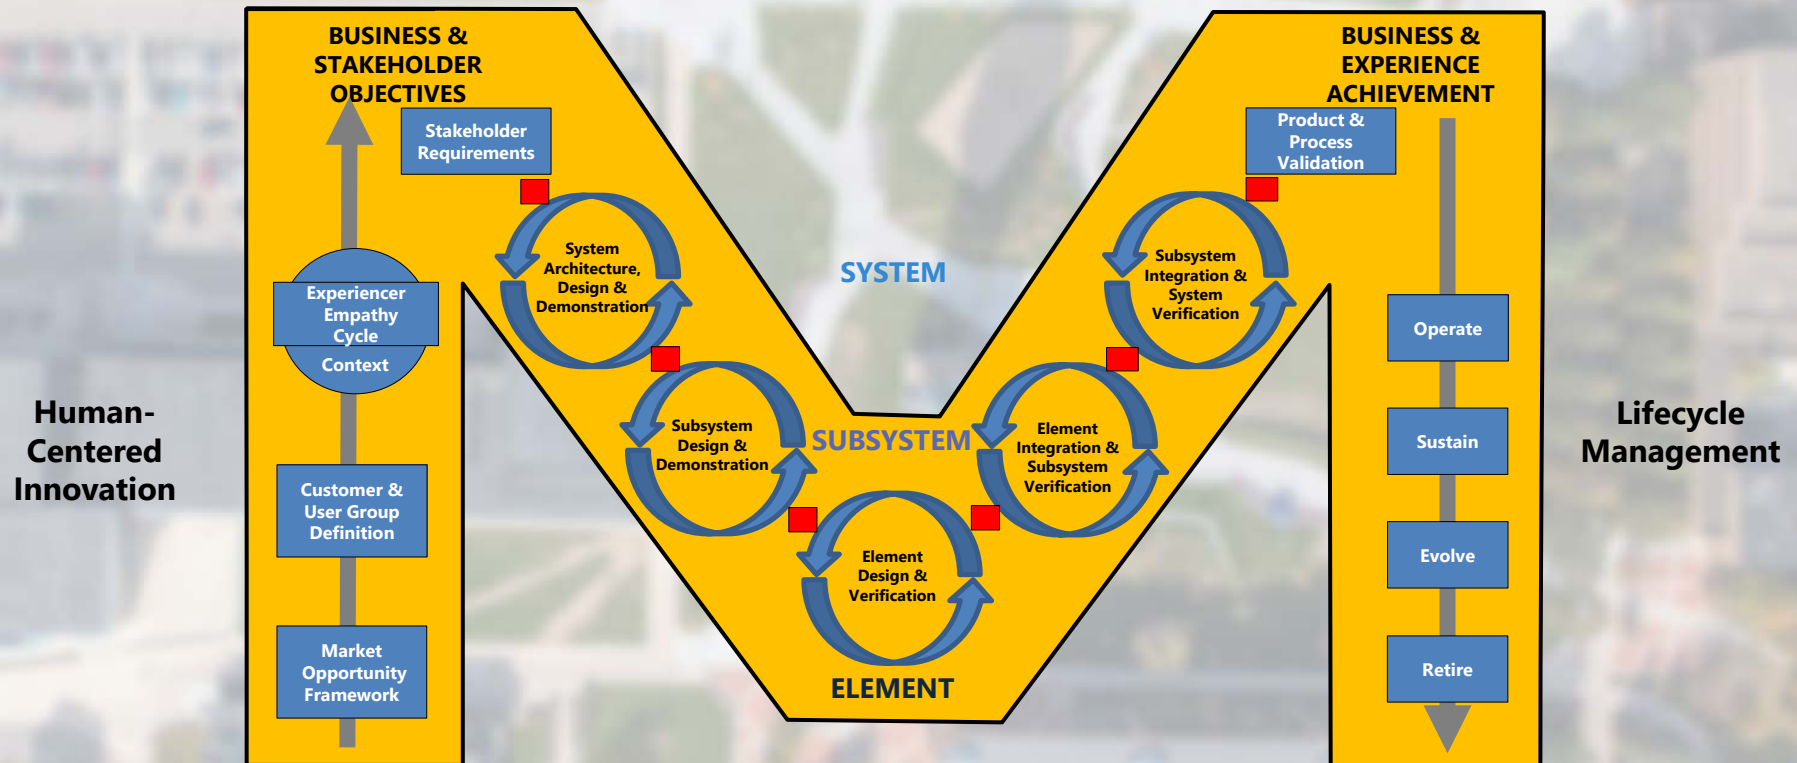 BUSINESS &
STAKEHOLDER
OBJECTIVES
Stakeholder
Requirements
Experiencer
Empathy
Cycle
Context
Customer &
User Group
Definition
Market
Opportunity
Framework
Human-
Centered
Innovation
System
Architecture,
Design &
Demonstration
Subsystem
Design &
Demonstration
Element
Design &
Verification
SYSTEM
SUBSYSTEM
ELEMENT
Element
Integration &
Subsystem
Verification
Subsystem
Integration &
System
Verification
BUSINESS &
EXPERIENCE
ACHIEVEMENT
Product &
Process
Validation
Operate
Sustain
Evolve
Retire
Lifecycle
Management